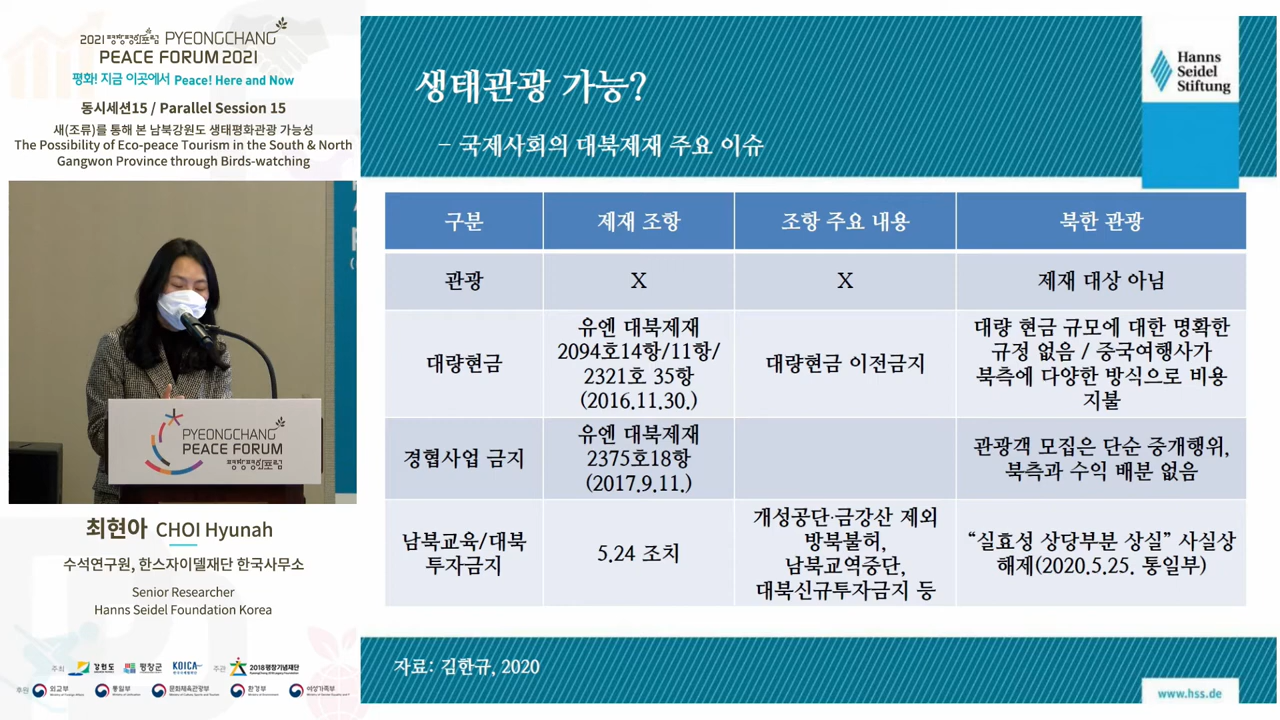 2021 평창평화포럼 PYEONGCHANG
PEACE FORUM 2021
평화! 지금 이곳에서 Peace! Here and Now
동시세션15 / Parallel Session 15
새(조류)를 통해 본 남북강원도 생태평화관광 가능성
The Possibility of Eco-peace Tourism in the South & North
Gangwon Province through Birds-watching
PYEONGCHANG
PEACE FORUM
평창평화포럼
최현아 CHOI Hyunah
수석연구원, 한스자이델재단 한국사무소
Senior Researcher
Hanns Seidel Foundation Korea
주최 강원도 평창군 KOICA 주관 2018평창기념재단
후원 외교부 통일부 문화체육관광부 환경부 여성가족부
생태관광 가능?
– 국제사회의 대북제재 주요 이슈
Hanns
Seidel
Stiftung
구분 제재 조항 조항 주요 내용 북한 관광
관광 X X 제재 대상 아님
대량현금
유엔 대북제재
2094호14항/11항/
2321호 35항
(2016.11.30.)
대량현금 이전금지
대량 현금 규모에 대한 명확한
규정 없음 / 중국여행사가
북측에 다양한 방식으로 비용
지불
경협사업 금지
유엔 대북제재
2375호18항
(2017.9.11.)
관광객 모집은 단순 중개행위,
북측과 수익 배분 없음
남북교육/대북
투자금지
5.24 조치
개성공단·금강산 제외
방북불허,
남북교역중단,
대북신규투자금지 등
“실효성 상당부분 상실” 사실상
해제(2020.5.25. 통일부)
자료: 김한규, 2020
www.hss.de